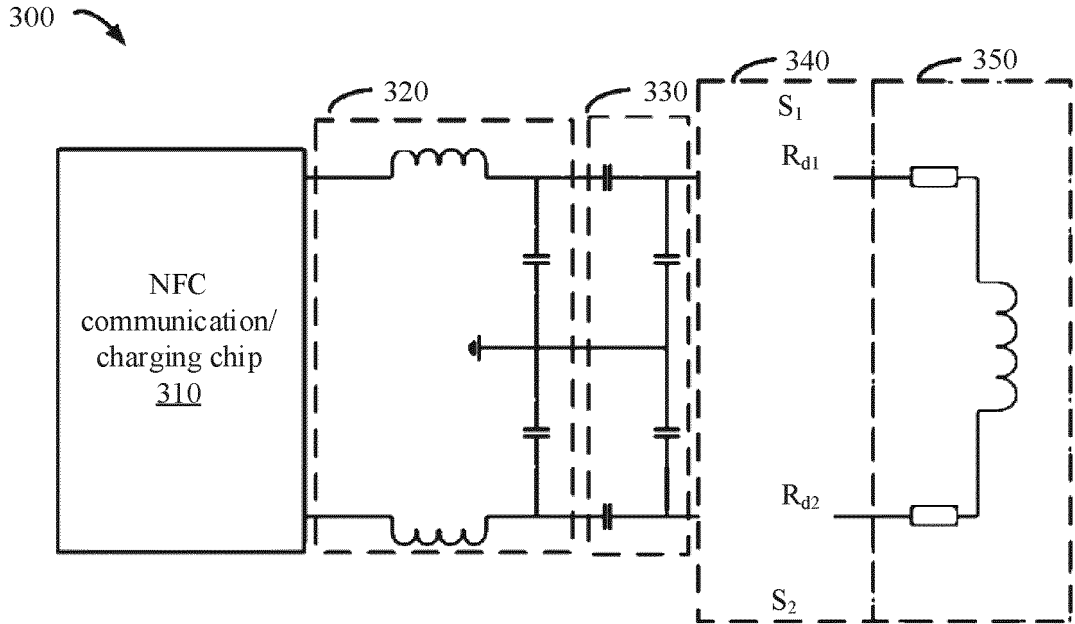 300
320
330
340
350
S1
Rd1
NFC
communication/
charging chip
310
Rd2
S2